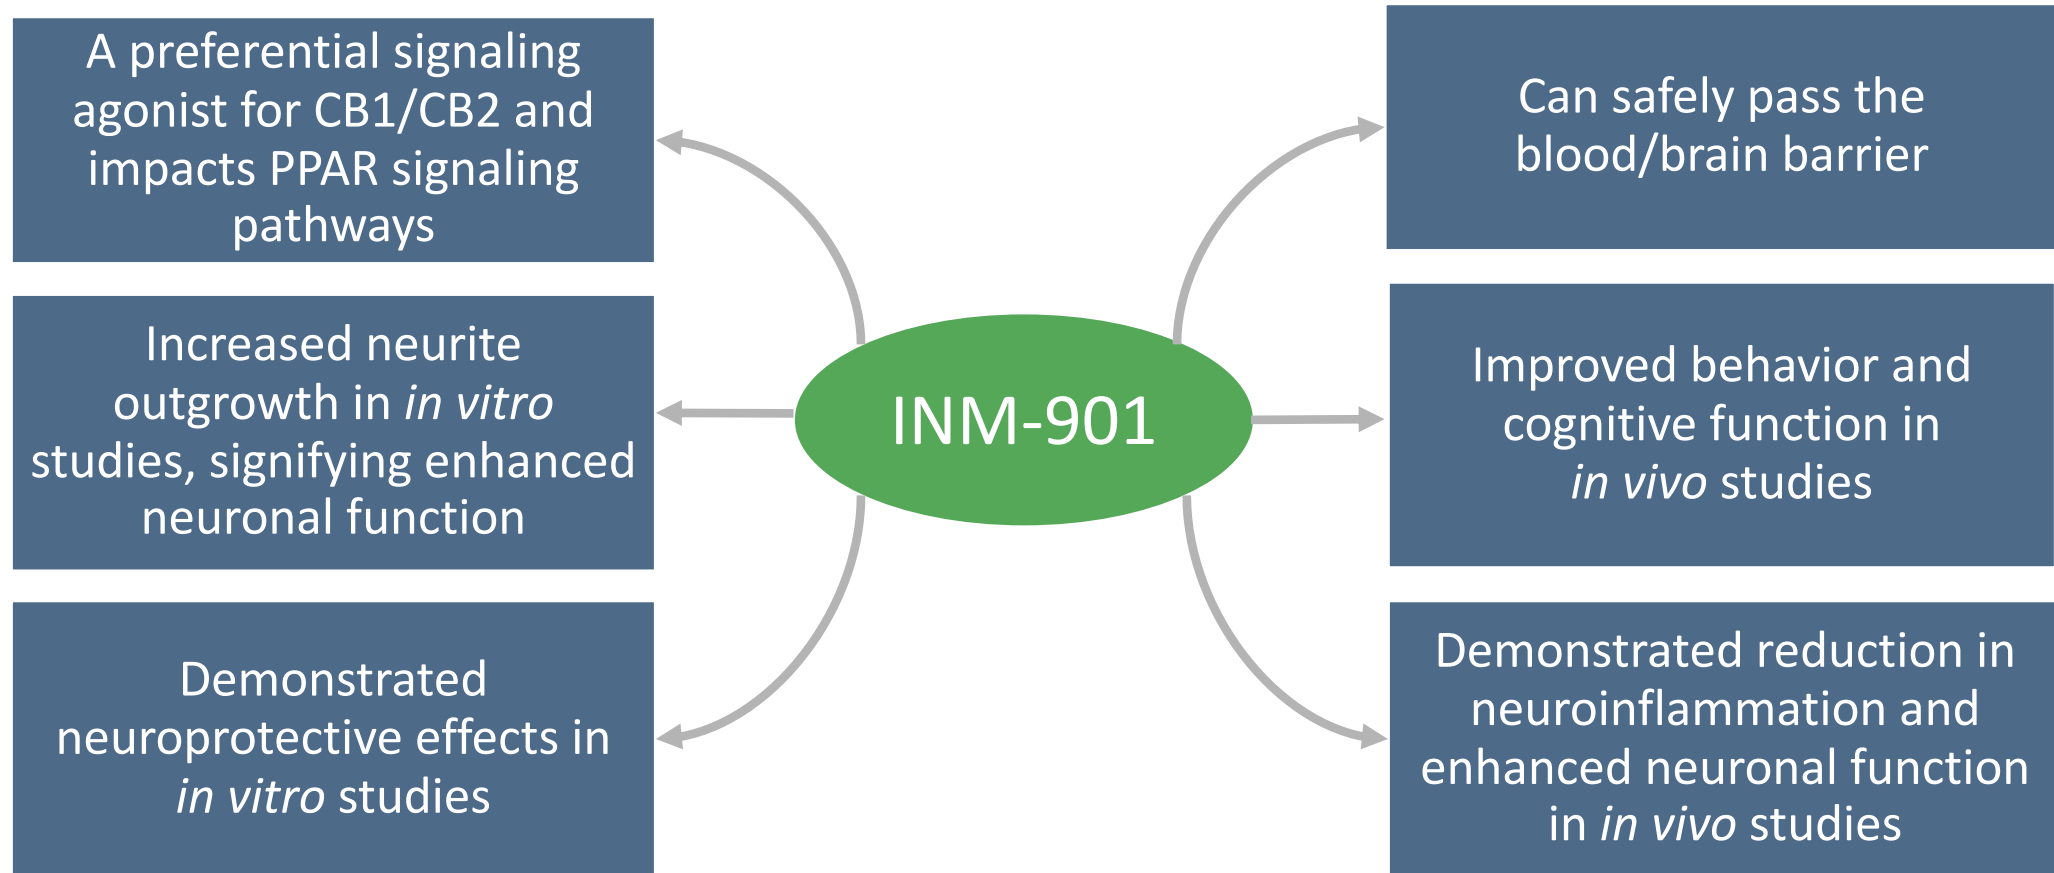 A preferential signaling
agonist for CB1/CB2 and
impacts PPAR signaling
pathways
Increased neurite
outgrowth in in vitro
studies, signifying enhanced
neuronal function
Demonstrated
neuroprotective effects in
in vitro studies
INM-901
Can safely pass the
blood/brain barrier
Improved behavior and
cognitive function in
in vivo studies
Demonstrated reduction in
neuroinflammation and
enhanced neuronal function
in in vivo studies